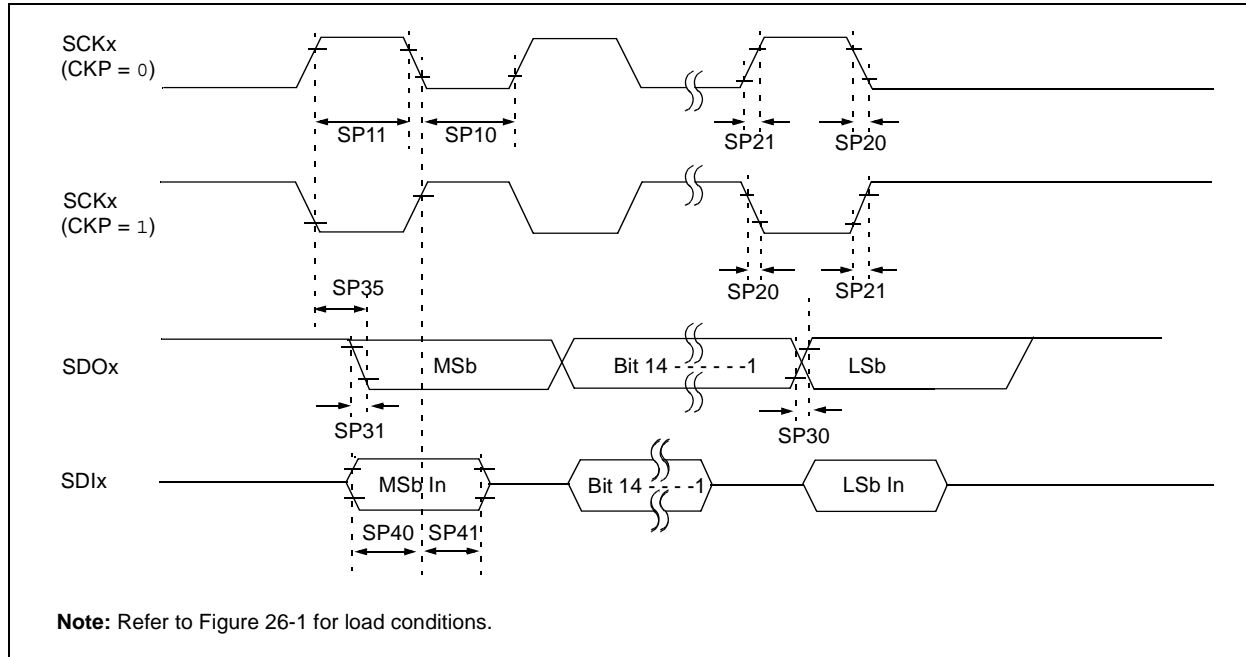 SCKx
(CKP = 0)
SP11
SP10
SP21
SP20
SCKx
(CKP = 1)
SP35
SP20
SP21
SDOx
MSb
Bit 14 - - - - - -1
LSb
SP31
SP30
SDIx
MSb In
Bit 14 - - - -1
LSb In
SP40
SP41
Note: Refer to Figure 26-1 for load conditions.